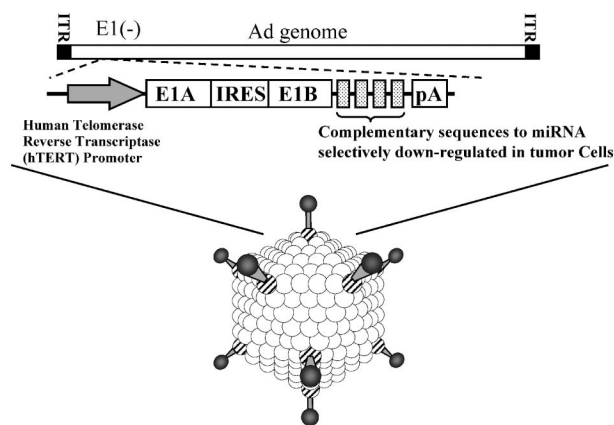 ITR
E1(-)
Ad genome
ITR
E1A IRES E1B pA
Human Telomerase
Reverse Transcriptase
(hTERT) Promoter
Complementary sequences to miRNA
selectively down-regulated in tumor Cells